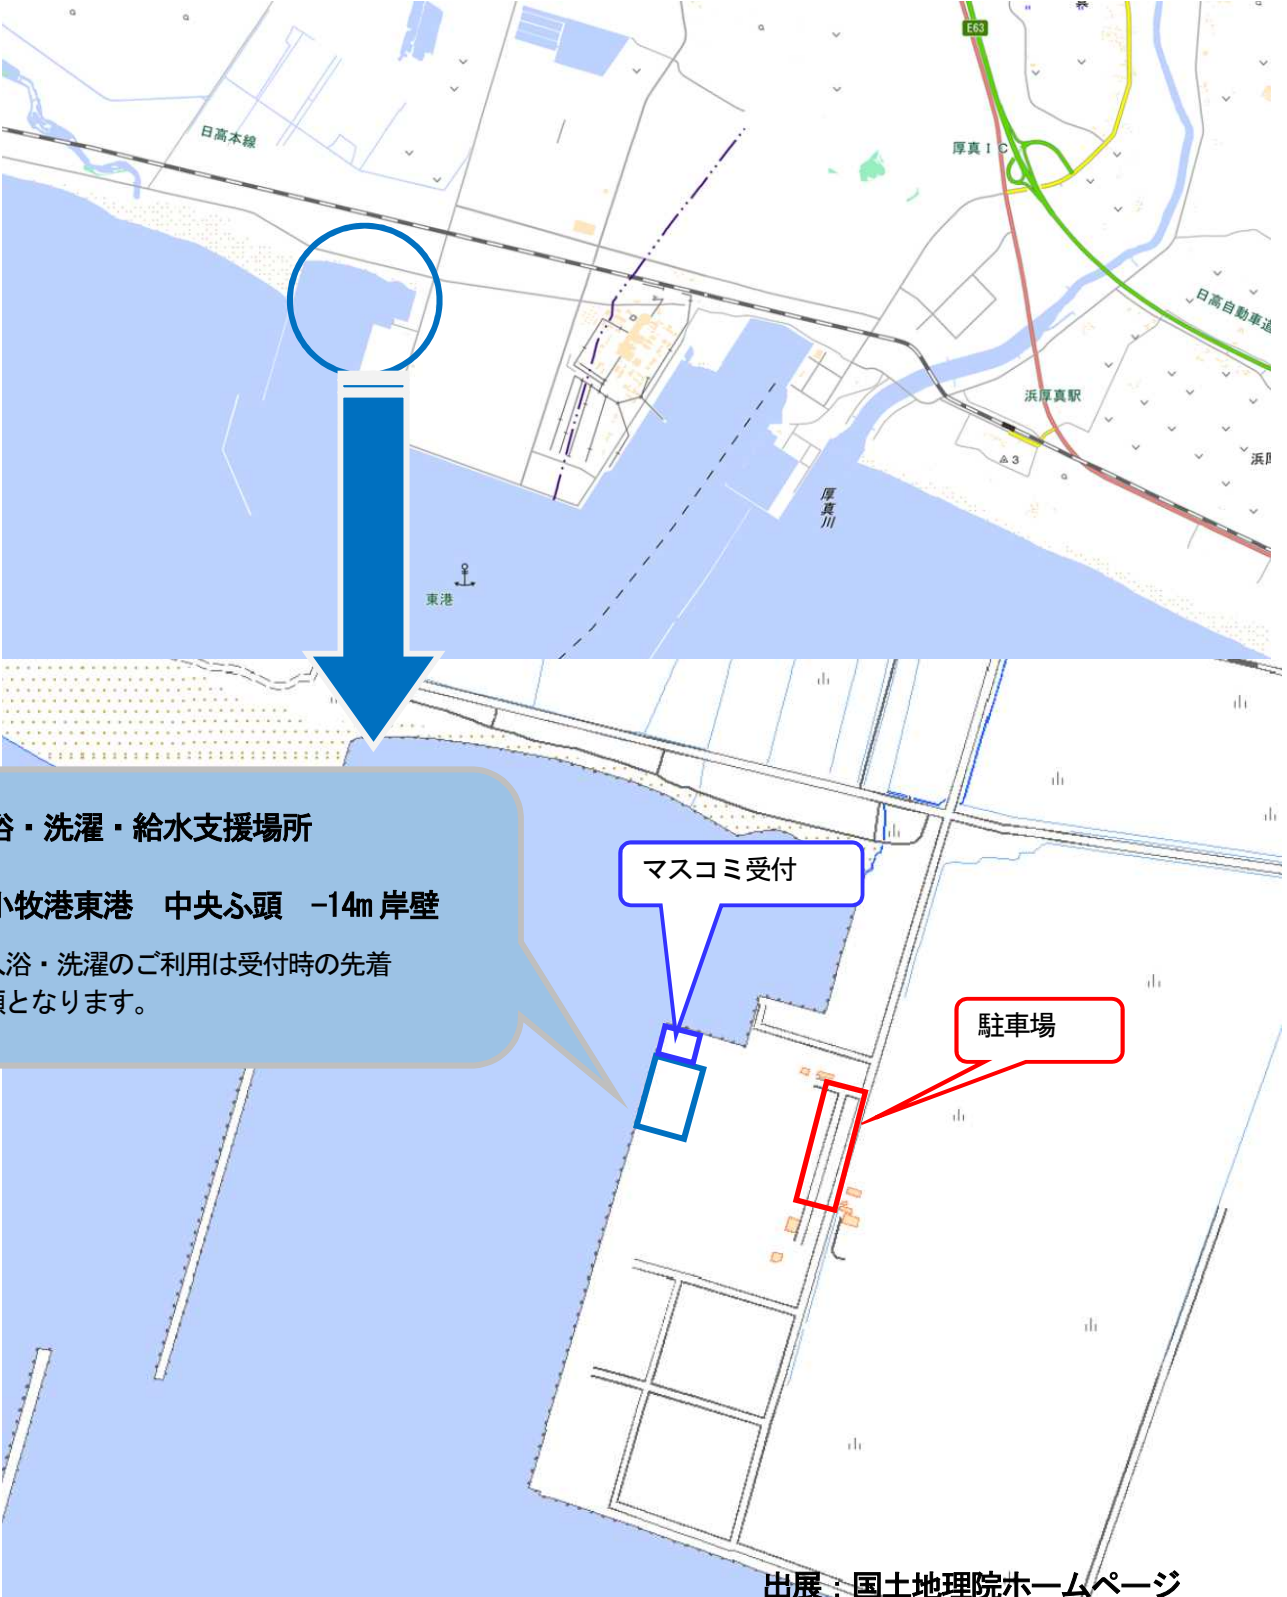 E63
日高本線
厚真IC
日高自動車道
浜厚真駅
3
厚真川
東港
浴・洗濯・給水支援場所
小牧港東港　中央ふ頭　-14m 岸壁
入浴・洗濯のご利用は受付時の先着
順となります。
マスコミ受付
駐車場
出展：国土地理院ホームページ